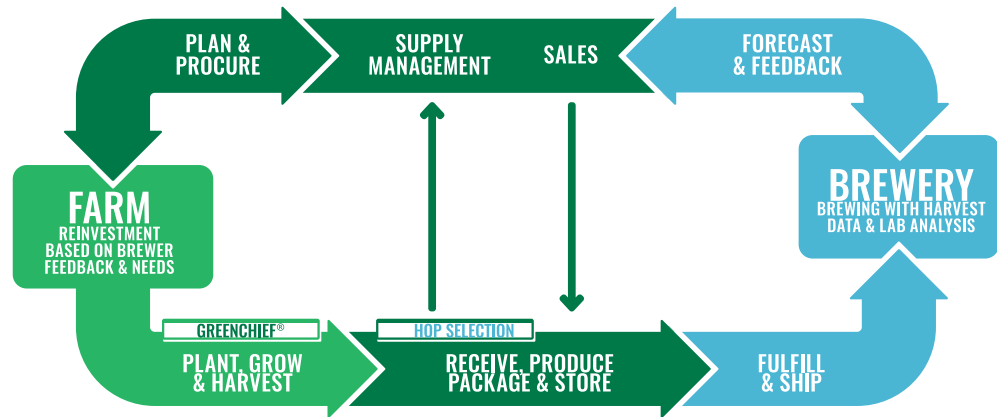 PLAN &
PROCURE
SUPPLY
MANAGEMENT
SALES
FORECAST
& FEEDBACK
FARM
REINVESTMENT
BASED ON BREWER
FEEDBACK & NEEDS
BREWERY
BREWING WITH HARVEST
DATA & LAB ANALYSIS
GREENCHIEF®
PLANT, GROW
& HARVEST
HOP SELECTION
RECEIVE, PRODUCE
PACKAGE & STORE
FULFILL
& SHIP